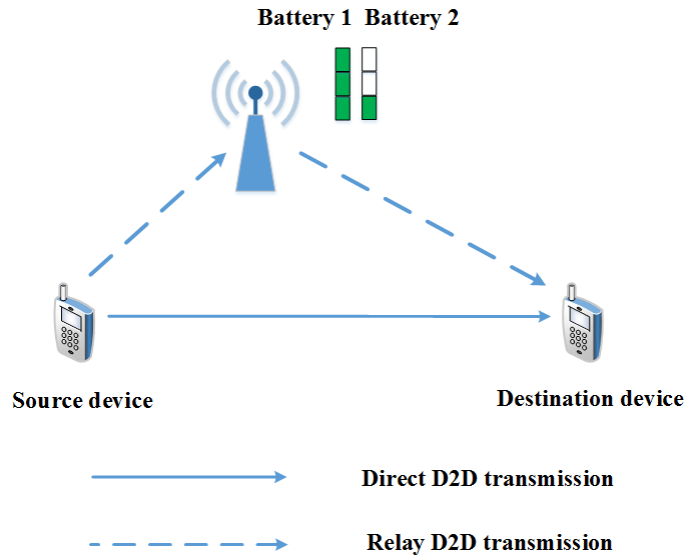 Battery 1 Battery 2
Source device
Destination device
Direct D2D transmission
Relay D2D transmission